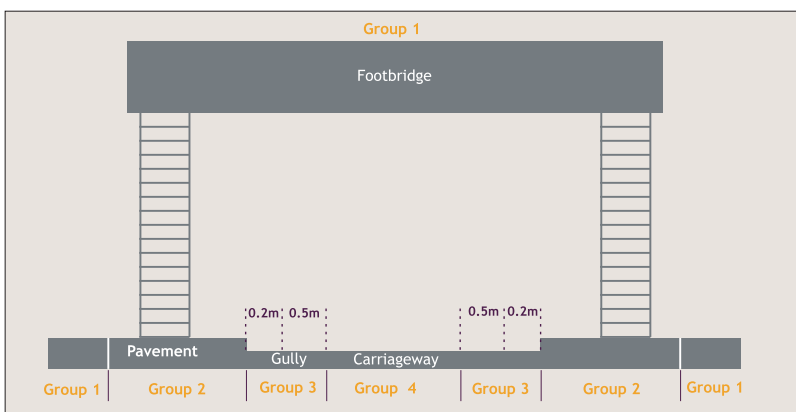 Group 1
Footbridge
0.2m 0.5m 0.5m 0.2m
Pavement
Gully Carriageway
Group 1 Group 2 Group 3 Group 4 Group 3 Group 2 Group 1